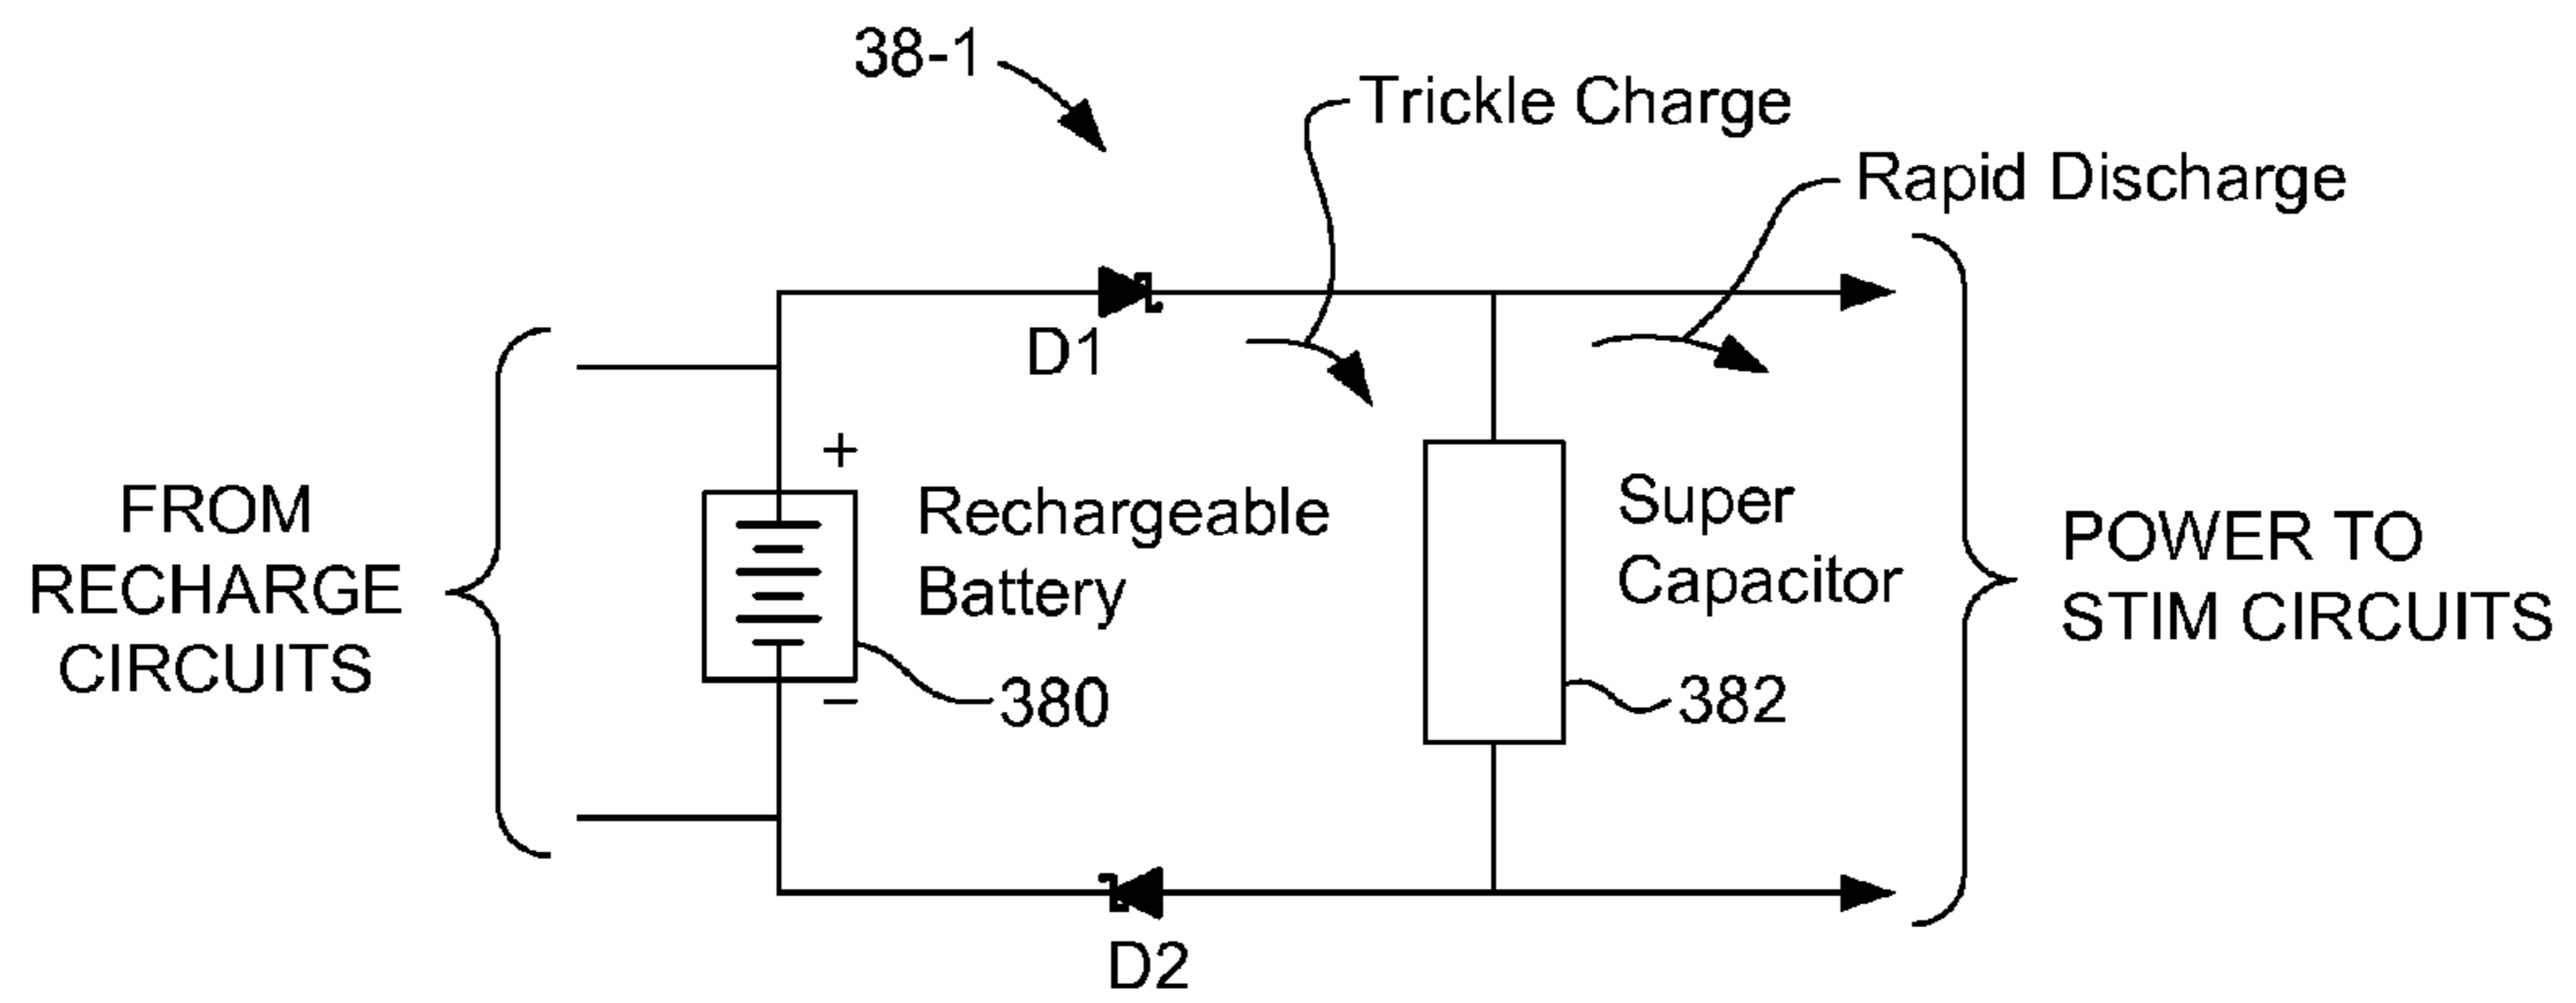 38-1
Trickle Charge
Rapid Discharge
D1
+
FROM
RECHARGE
CIRCUITS
Rechargeable
Battery
−
380
Super
Capacitor
382
POWER TO
STIM CIRCUITS
D2